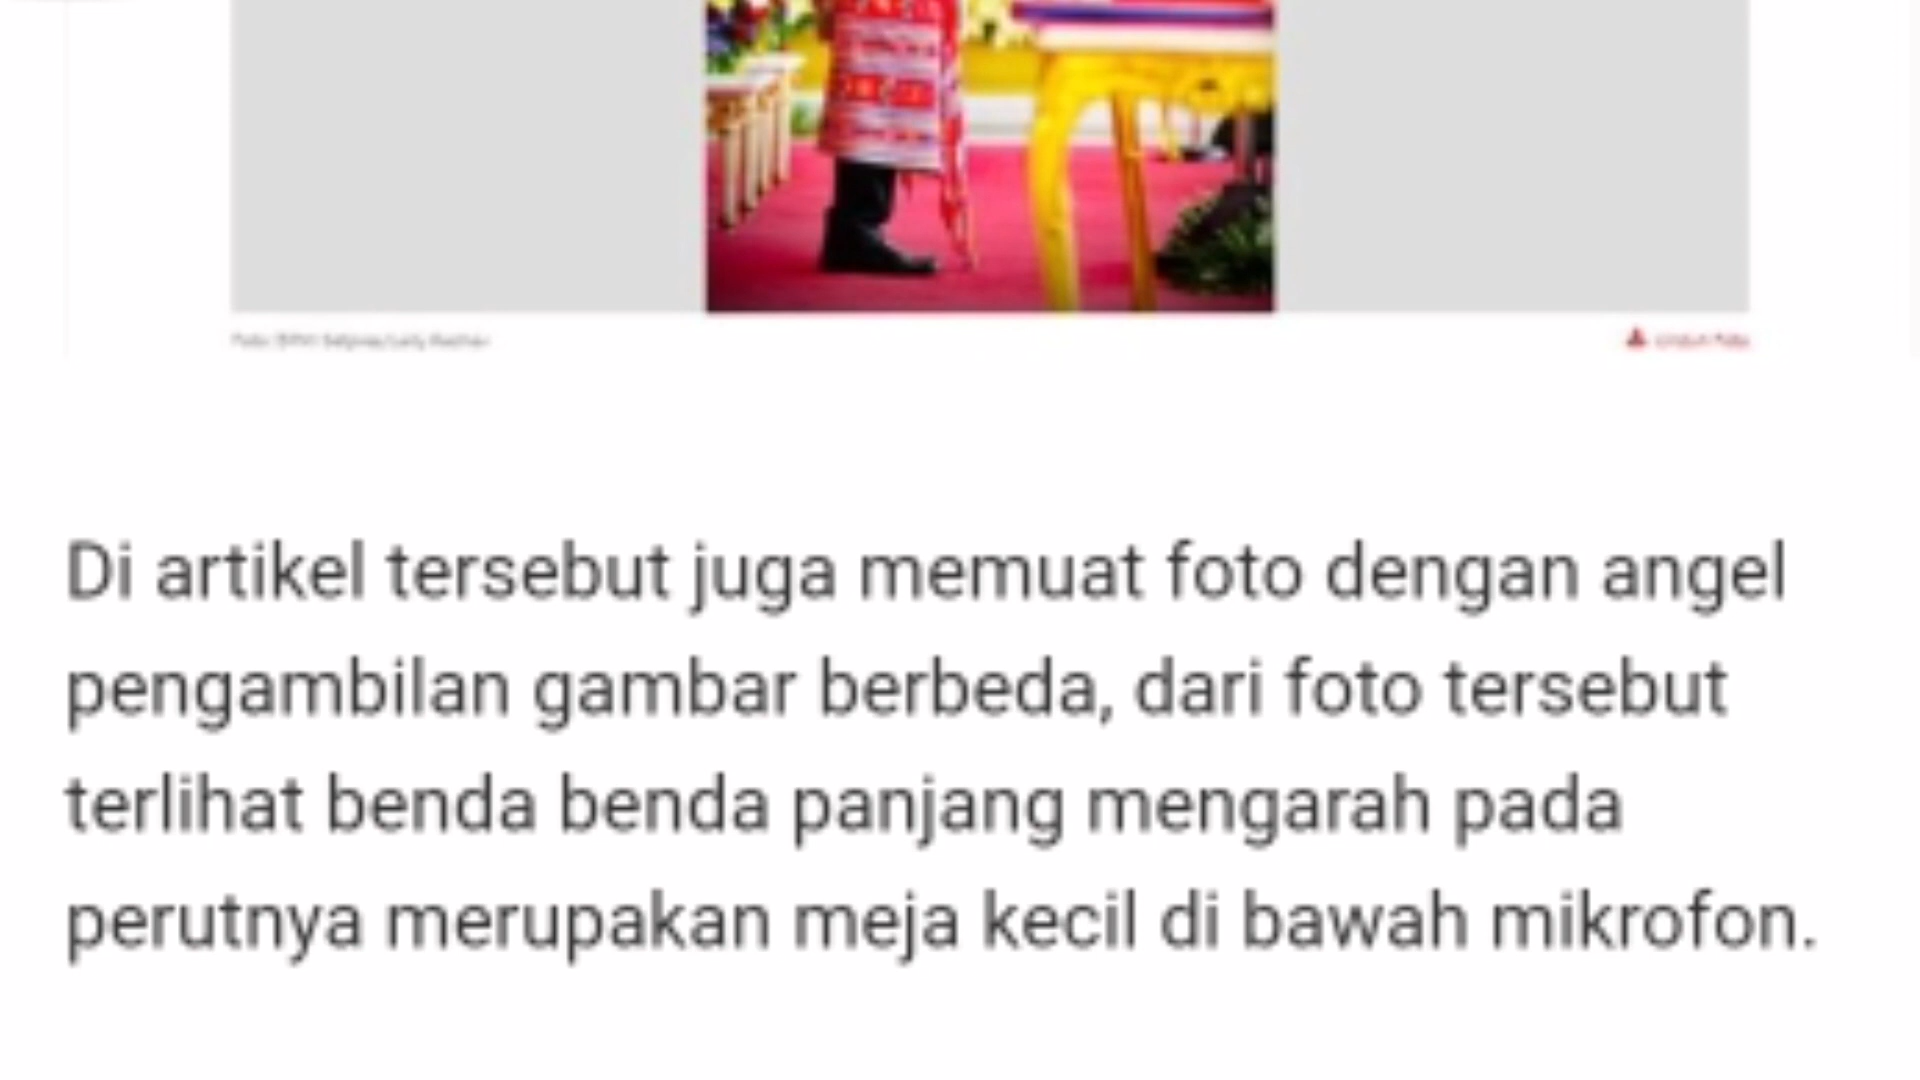 Di artikel tersebut juga memuat foto dengan angel
pengambilan gambar berbeda, dari foto tersebut
terlihat benda benda panjang mengarah pada
perutnya merupakan meja kecil di bawah mikrofon.